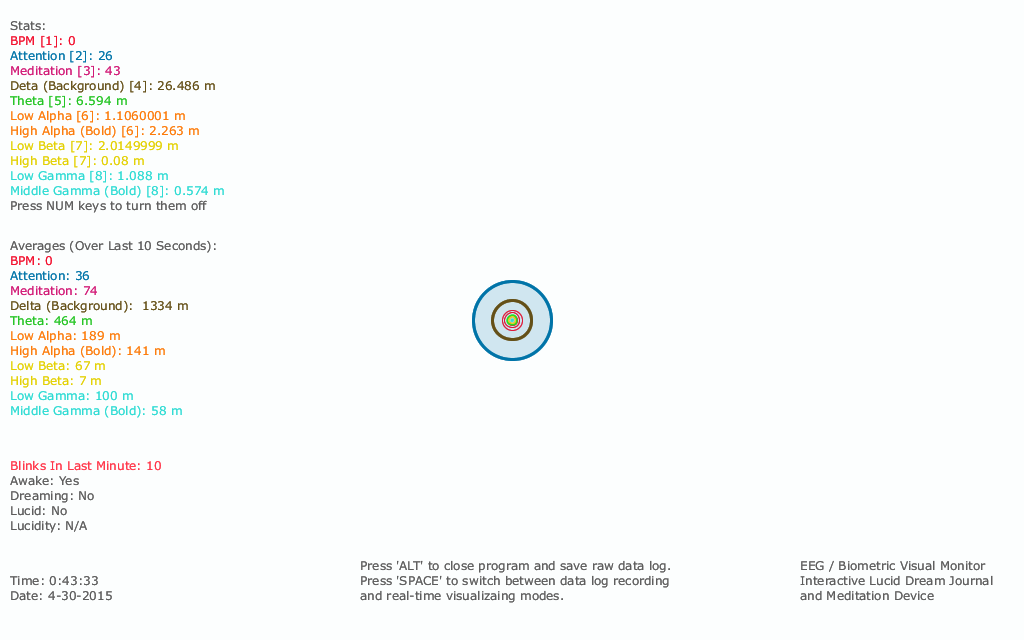 Stats:
BPM [1]: 0
Attention [2]: 26
Meditation [3]: 43
Deta (Background) [4]: 26.486 m
Theta [5]: 6.594 m
Low Alpha [6]: 1.1060001 m
High Alpha (Bold) [6]: 2.263 m
Low Beta [7]: 2.0149999 m
High Beta [7]: 0.08 m
Low Gamma [8]: 1.088 m
Middle Gamma (Bold) [8]: 0.574 m
Press NUM keys to turn them off
Averages (Over Last 10 Seconds):
BPM: 0
Attention: 36
Meditation: 74
Delta (Background):  1334 m
Theta: 464 m
Low Alpha: 189 m
High Alpha (Bold): 141 m
Low Beta: 67 m
High Beta: 7 m
Low Gamma: 100 m
Middle Gamma (Bold): 58 m
Blinks In Last Minute: 10
Awake: Yes
Dreaming: No
Lucid: No
Lucidity: N/A
Time: 0:43:33
Date: 4-30-2015
Press 'ALT' to close program and save raw data log.
Press 'SPACE' to switch between data log recording
and real-time visualizaing modes.
EEG / Biometric Visual Monitor
Interactive Lucid Dream Journal
and Meditation Device